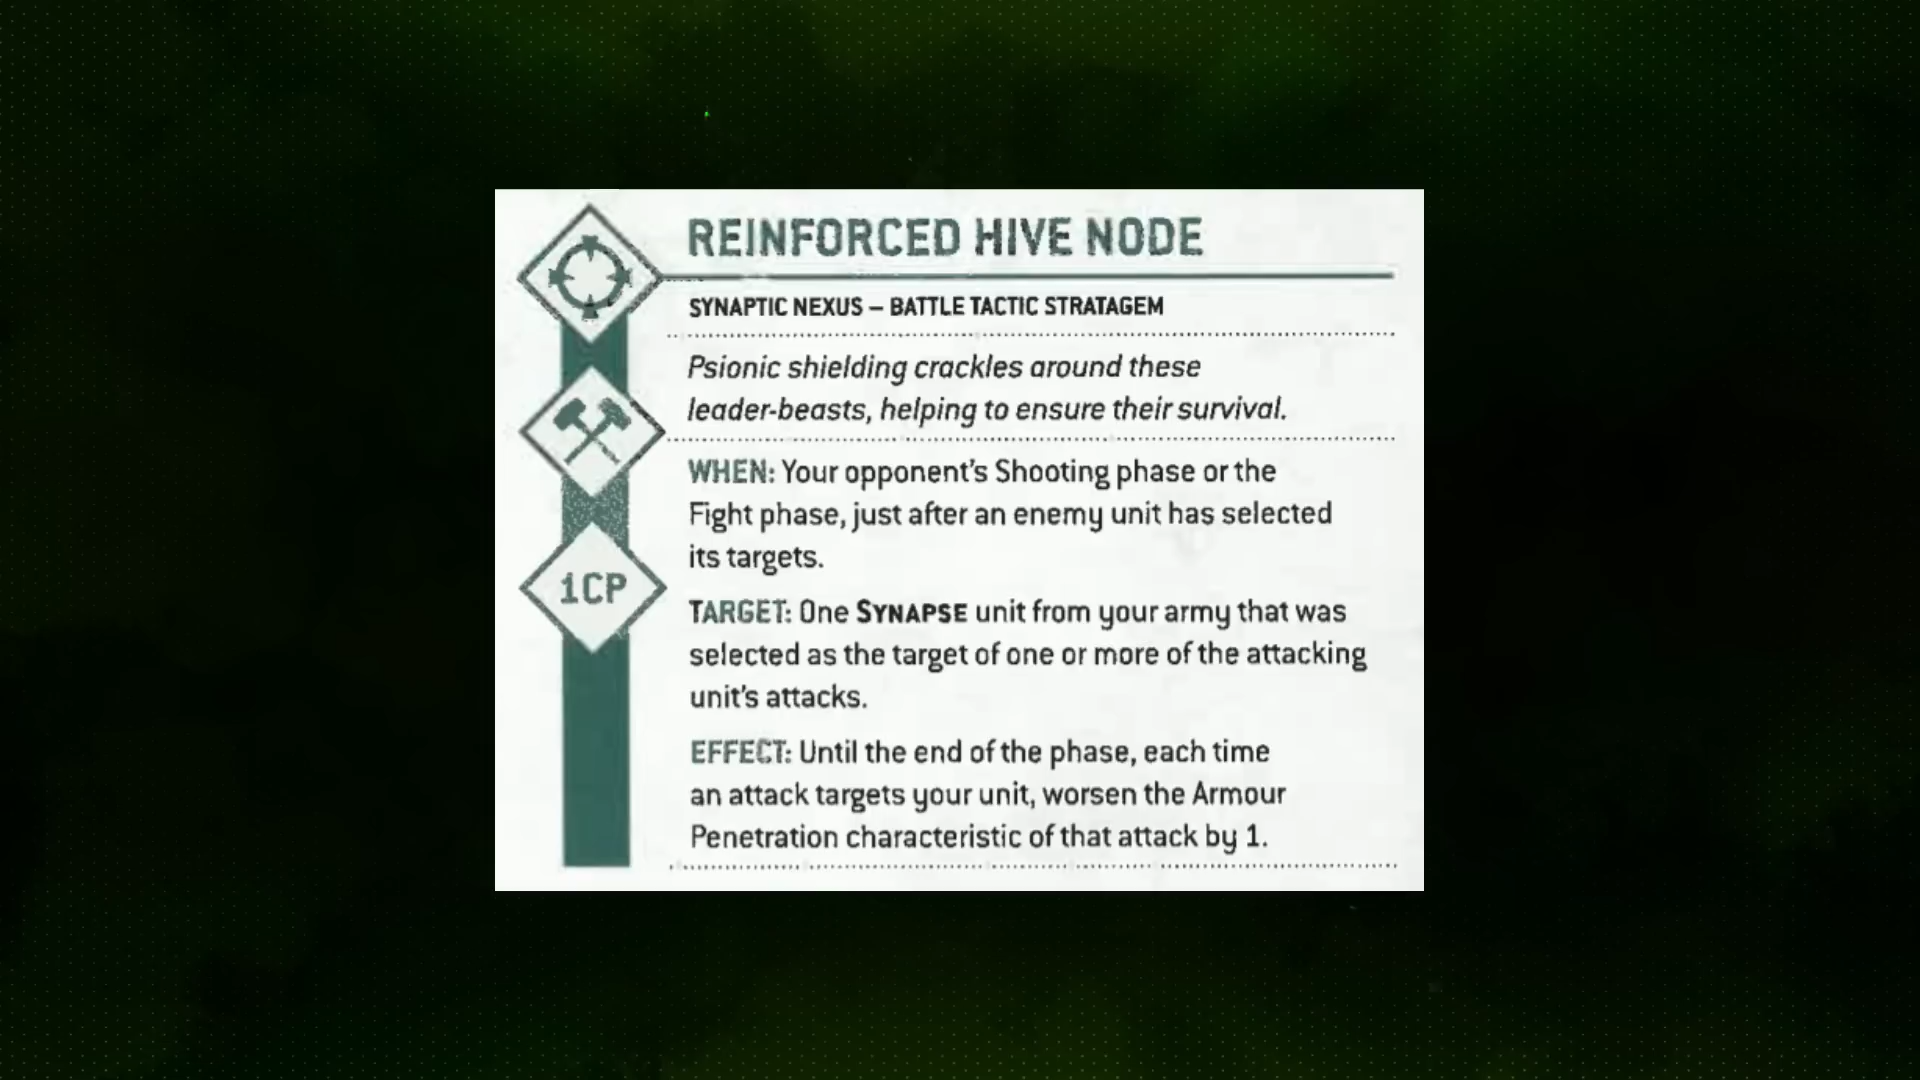 REINFORCED HIVE NODE
SYNAPTIC NEXUS – BATTLE TACTIC STRATAGEM
Psionic shielding crackles around these
leader-beasts, helping to ensure their survival.
WHEN: Your opponent's Shooting phase or the
Fight phase, just after an enemy unit has selected
its targets.
1CP
TARGET: One SYNAPSE unit from your army that was
selected as the target of one or more of the attacking
unit's attacks.
EFFECT: Until the end of the phase, each time
an attack targets your unit, worsen the Armour
Penetration characteristic of that attack by 1.